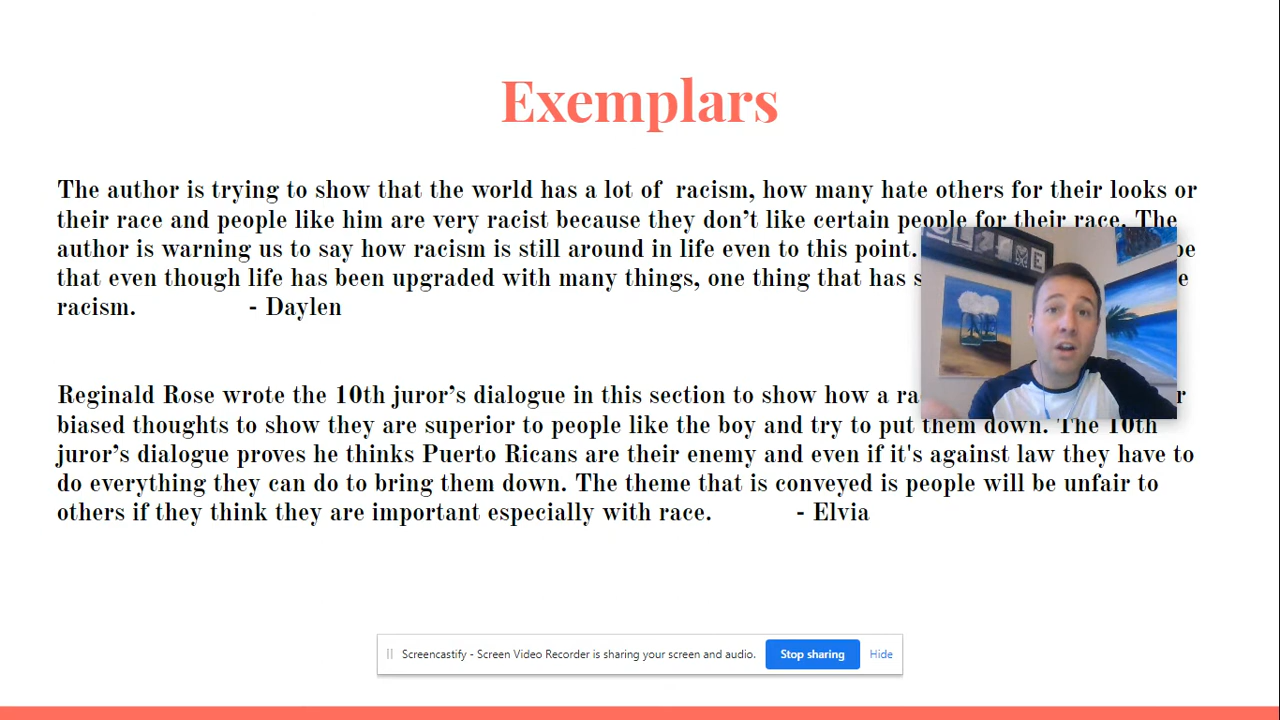 Exemplars
The author is trying to show that the world has a lot of  racism, how many hate others for their looks or
their race and people like him are very racist because they don’t like certain people for their race. The
author is warning us to say how racism is still around in life even to this point.
that even though life has been upgraded with many things, one thing that has
racism. - Daylen
Reginald Rose wrote the 10th juror’s dialogue in this section to show how a
biased thoughts to show they are superior to people like the boy and try to put them down. The 10th
juror’s dialogue proves he thinks Puerto Ricans are their enemy and even if it's against law they have to
do everything they can do to bring them down. The theme that is conveyed is people will be unfair to
others if they think they are important especially with race. - Elvia
Screencastify - Screen Video Recorder is sharing your screen and audio.
Stop sharing
Hide